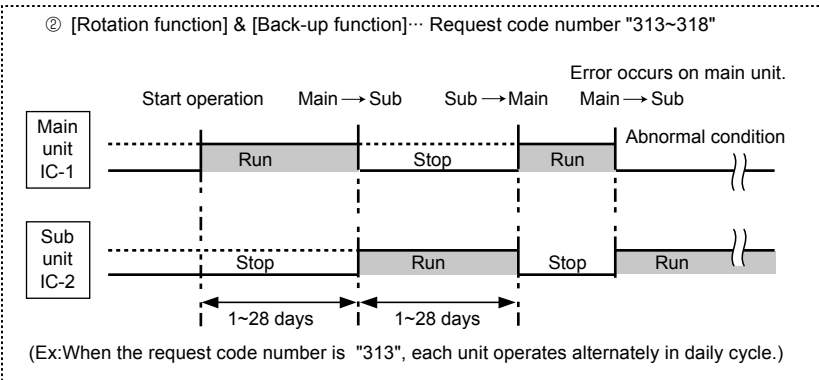 ② [Rotation function] & [Back-up function]··· Request code number "313~318"
Error occurs on main unit.
Start operation Main → Sub Sub → Main Main → Sub
Main
unit
IC-1
Abnormal condition
Run Stop Run
Sub
unit
IC-2
Stop Run Stop Run
1~28 days 1~28 days
(Ex:When the request code number is "313", each unit operates alternately in daily cycle.)